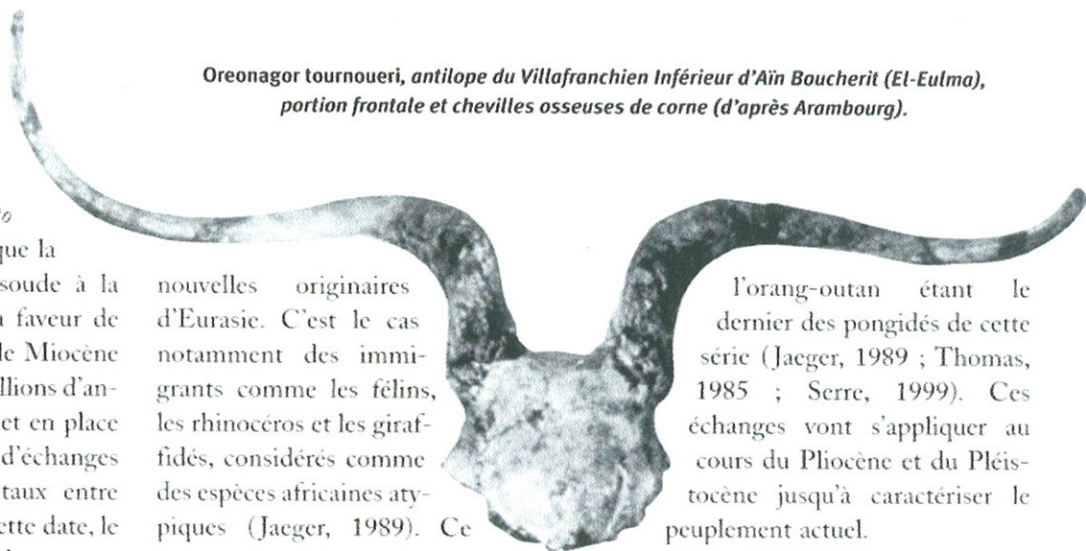 Oreonagor tournoueri, antilope du Villafranchien Inférieur d'Aïn Boucherit (El-Eulma),
portion frontale et chevilles osseuses de corne (d'après Arambourg).
que la
soude à la
faveur de
le Miocène
llions d'an-
et en place
d'échanges
taux entre
ette date, le
nouvelles originaires
d'Eurasie. C'est le cas
notamment des immi-
grants comme les félins,
les rhinocéros et les giraf-
fidés, considérés comme
des espèces africaines aty-
piques (Jaeger, 1989). Ce
l'orang-outan étant le
dernier des pongidés de cette
série (Jaeger, 1989 ; Thomas,
1985 ; Serre, 1999). Ces
échanges vont s'appliquer au
cours du Pliocène et du Pléis-
tocène jusqu'à caractériser le
peuplement actuel.